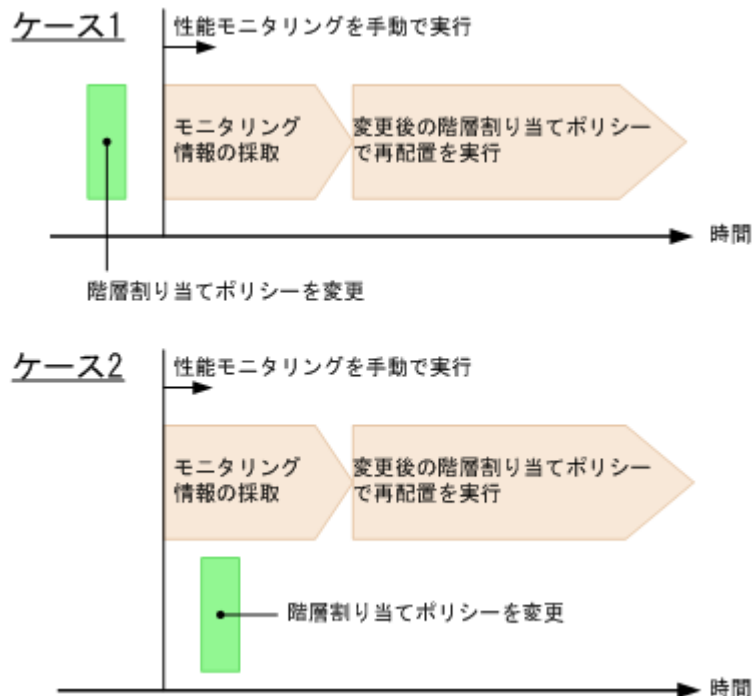 ケース1
性能モニタリングを手動で実行
モニタリング
情報の採取
変更後の階層割り当てポリシー
で再配置を実行
時間
階層割り当てポリシーを変更
ケース2
性能モニタリングを手動で実行
モニタリング
情報の採取
変更後の階層割り当てポリシー
で再配置を実行
階層割り当てポリシーを変更
時間